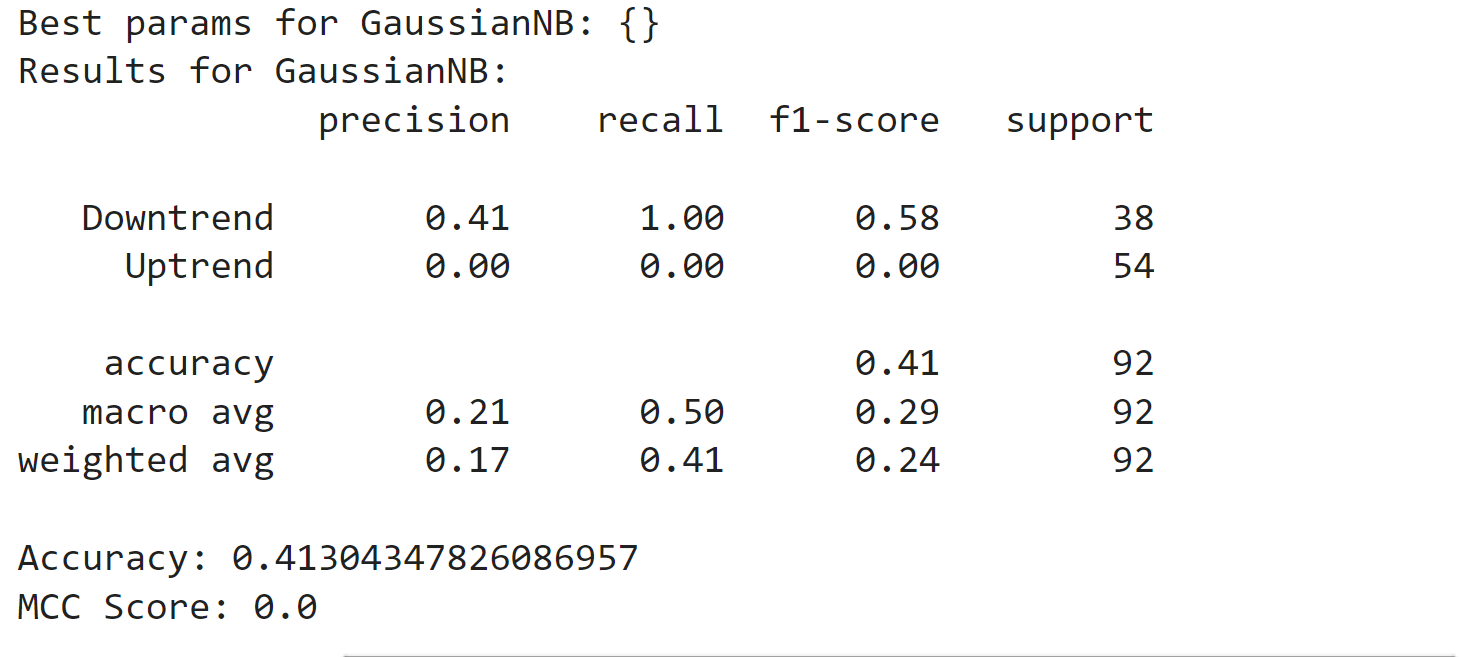 Best params for GaussianNB: {}
Results for GaussianNB:
precision recall f1-score support
Downtrend 0.41 1.00 0.58 38
Uptrend 0.00 0.00 0.00 54
accuracy 0.41 92
macro avg 0.21 0.50 0.29 92
weighted avg 0.17 0.41 0.24 92
Accuracy: 0.41304347826086957
MCC Score: 0.0